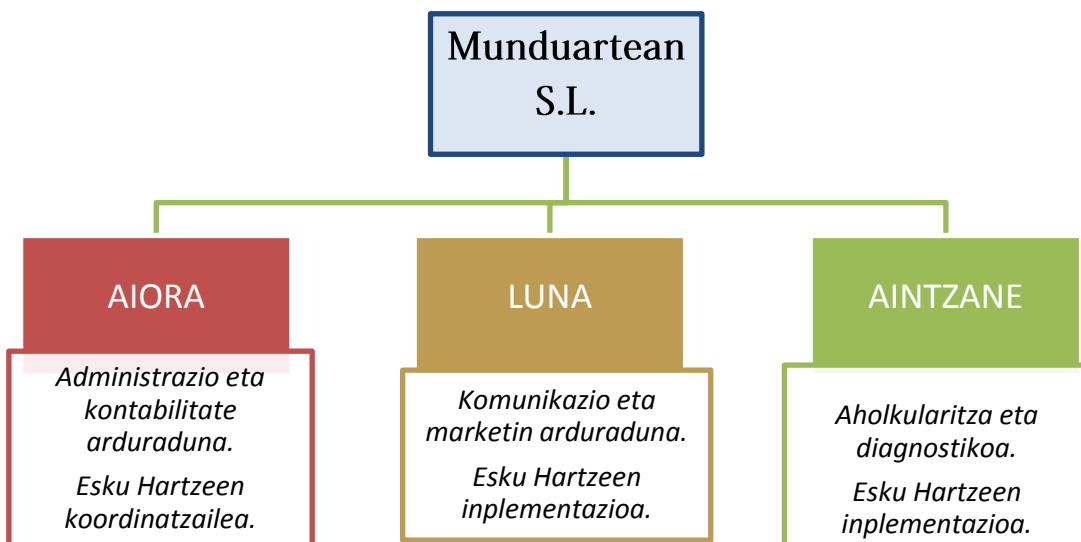 Munduartean
S.L.
AIORA
Administrazio eta
kontabilitate
arduraduna.
Esku Hartzeen
koordinatzailea.
LUNA
Komunikazio eta
marketin arduraduna.
Esku Hartzeen
inplementazioa.
AINTZANE
Aholkularitza eta
diagnostikoa.
Esku Hartzeen
inplementazioa.